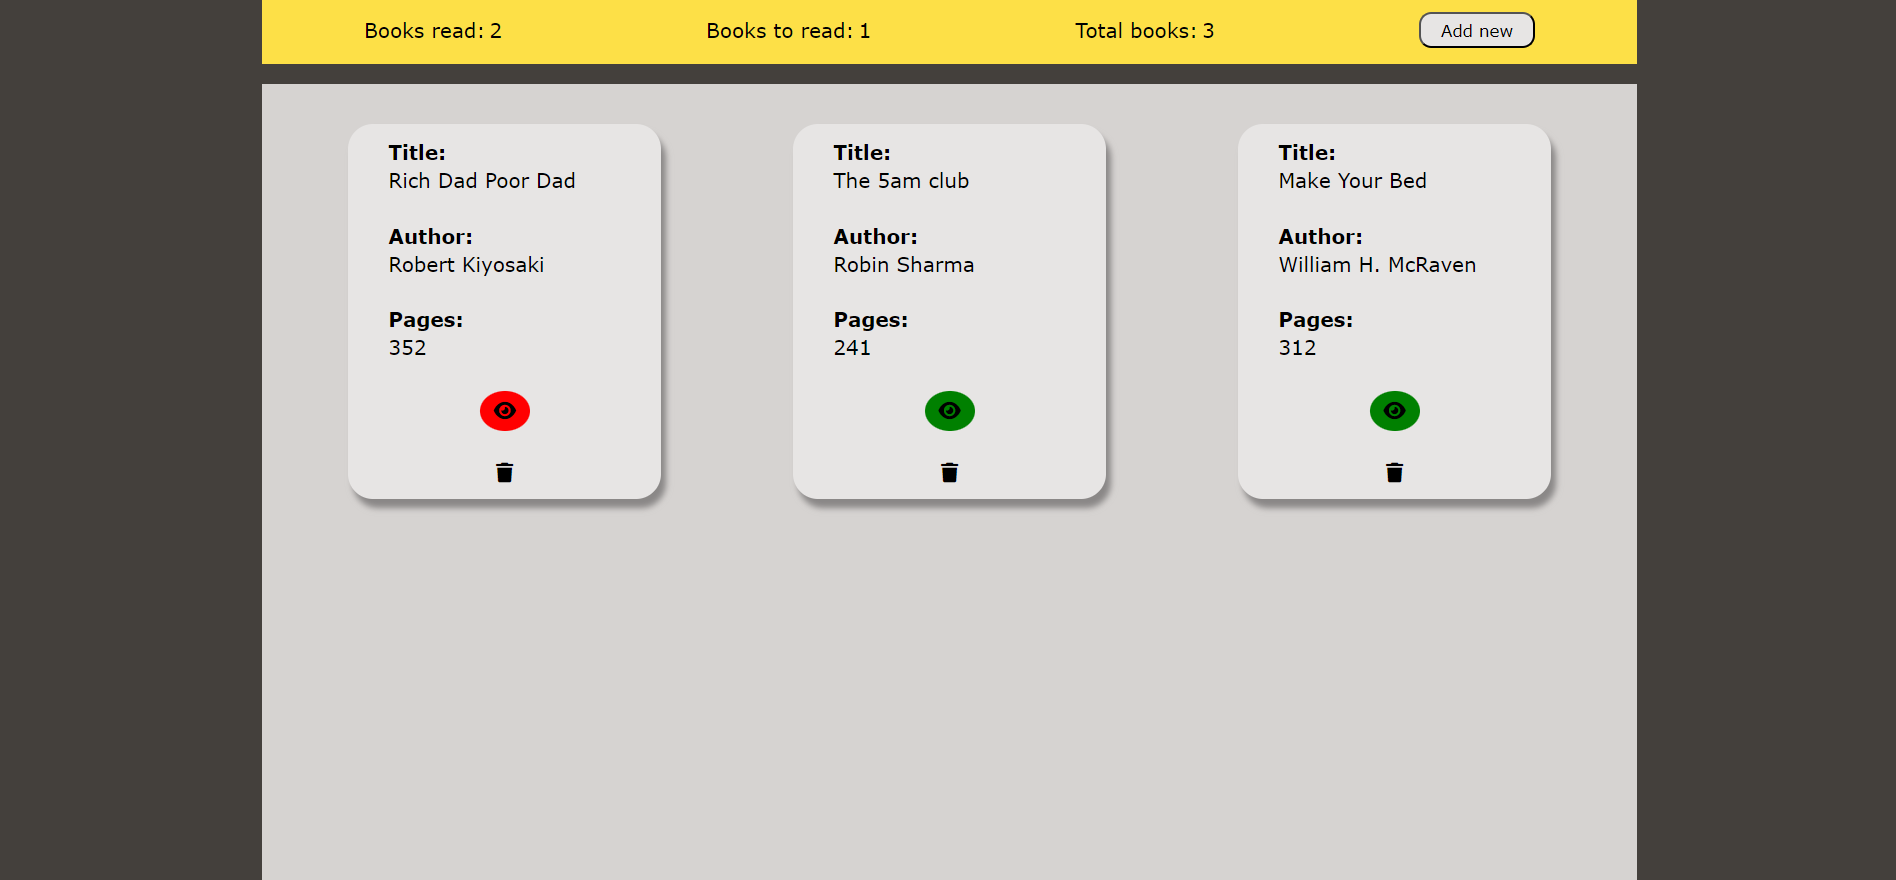 Books read: 2
Books to read: 1
Total books: 3
Add new
Title:
Rich Dad Poor Dad
Author:
Robert Kiyosaki
Pages:
352
Title:
The 5am club
Author:
Robin Sharma
Pages:
241
Title:
Make Your Bed
Author:
William H. McRaven
Pages:
312